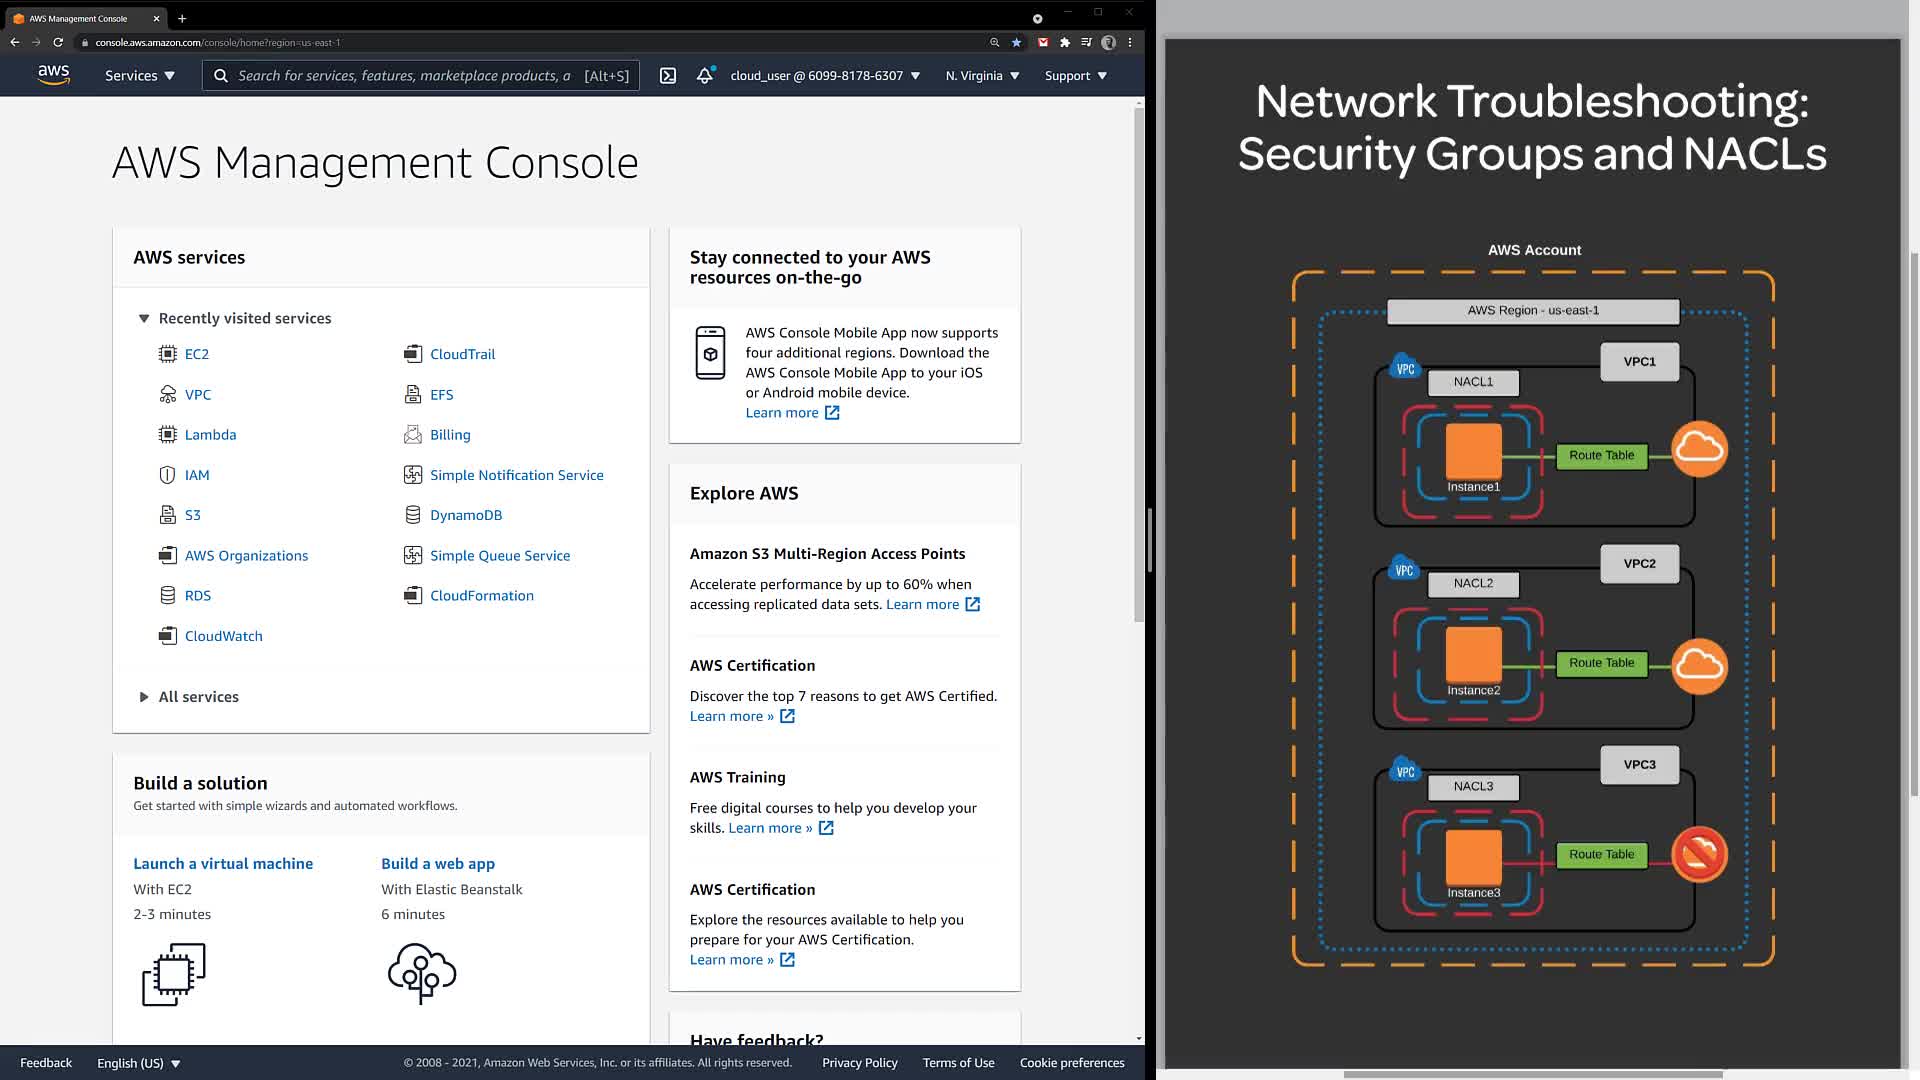 AWS Management Console
console.aws.amazon.com/console/home?region=us-east-1
aws
Services
Search for services, features, marketplace products, a
[Alt+S]
cloud_user @ 6099-8178-6307
N. Virginia
Support
AWS Management Console
AWS services
Recently visited services
EC2
CloudTrail
VPC
EFS
Lambda
Billing
IAM
Simple Notification Service
S3
DynamoDB
AWS Organizations
Simple Queue Service
RDS
CloudFormation
CloudWatch
All services
Build a solution
Get started with simple wizards and automated workflows.
Launch a virtual machine
With EC2
2-3 minutes
Build a web app
With Elastic Beanstalk
6 minutes
Stay connected to your AWS
resources on-the-go
AWS Console Mobile App now supports
four additional regions. Download the
AWS Console Mobile App to your iOS
or Android mobile device.
Learn more
Explore AWS
Amazon S3 Multi-Region Access Points
Accelerate performance by up to 60% when
accessing replicated data sets. Learn more
AWS Certification
Discover the top 7 reasons to get AWS Certified.
Learn more »
AWS Training
Free digital courses to help you develop your
skills. Learn more »
AWS Certification
Explore the resources available to help you
prepare for your AWS Certification.
Learn more »
Have feedback?
Feedback
English (US)
© 2008 - 2021, Amazon Web Services, Inc. or its affiliates. All rights reserved.
Privacy Policy
Terms of Use
Cookie preferences
Network Troubleshooting:
Security Groups and NACLs
AWS Account
AWS Region - us-east-1
VPC1
VPC
NACL1
Instance1
Route Table
VPC2
VPC
NACL2
Instance2
Route Table
VPC3
VPC
NACL3
Instance3
Route Table